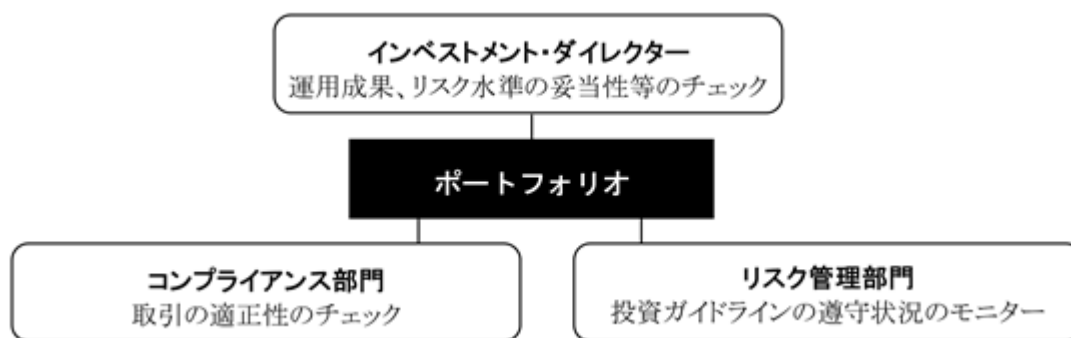 インベストメント・ダイレクター
運用成果、リスク水準の妥当性等のチェック
ポートフォリオ
コンプライアンス部門
取引の適正性のチェック
リスク管理部門
投資ガイドラインの遵守状況のモニター